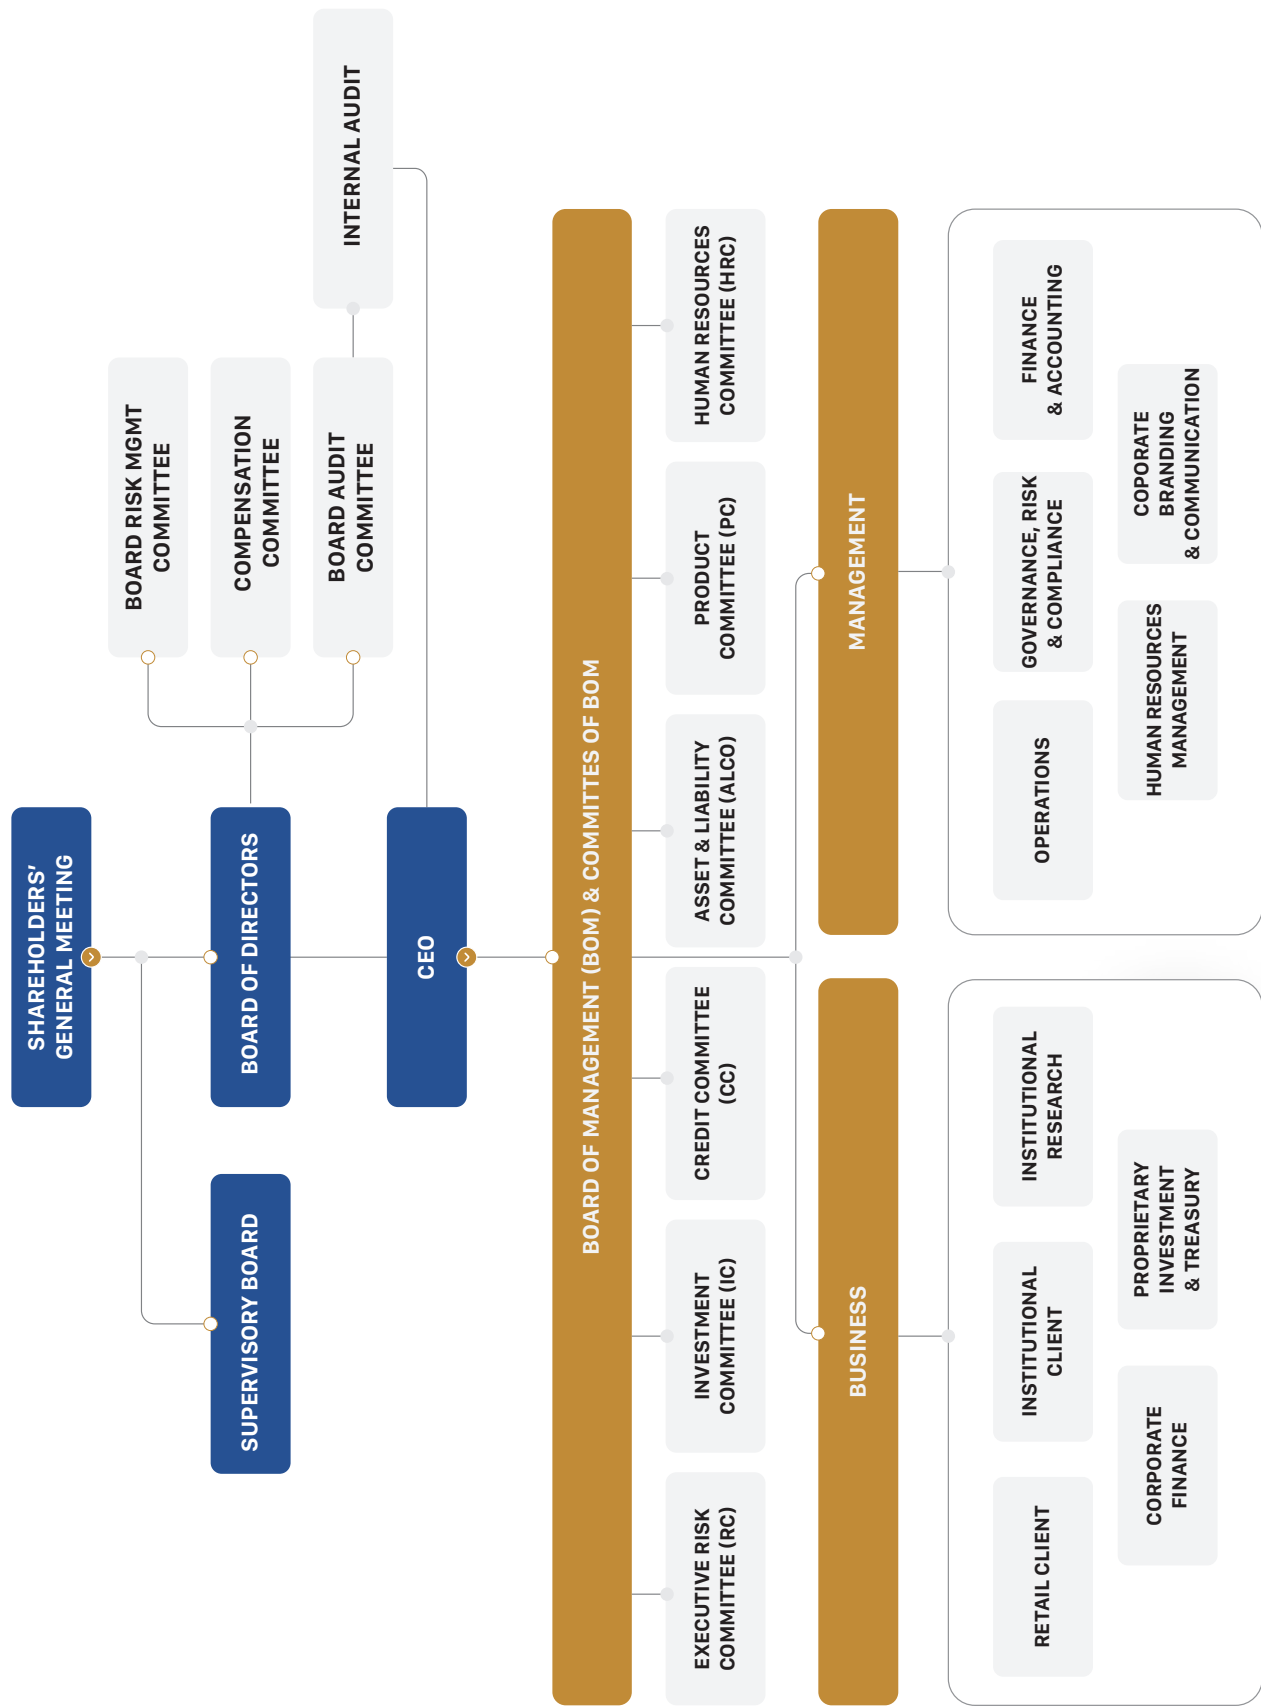 SHAREHOLDERS'
GENERAL MEETING
SUPERVISORY BOARD
BOARD OF DIRECTORS
BOARD RISK MGMT
COMMITTEE
COMPENSATION
COMMITTEE
BOARD AUDIT
COMMITTEE
INTERNAL AUDIT
CEO
BOARD OF MANAGEMENT (BOM) & COMMITTES OF BOM
EXECUTIVE RISK
COMMITTEE (RC)
INVESTMENT
COMMITTEE (IC)
CREDIT COMMITTEE
(CC)
ASSET & LIABILITY
COMMITTEE (ALCO)
PRODUCT
COMMITTEE (PC)
HUMAN RESOURCES
COMMITTEE (HRC)
BUSINESS
MANAGEMENT
RETAIL CLIENT
INSTITUTIONAL
CLIENT
INSTITUTIONAL
RESEARCH
CORPORATE
FINANCE
PROPRIETARY
INVESTMENT
& TREASURY
OPERATIONS
GOVERNANCE, RISK
& COMPLIANCE
FINANCE
& ACCOUNTING
HUMAN RESOURCES
MANAGEMENT
COPORATE
BRANDING
& COMMUNICATION